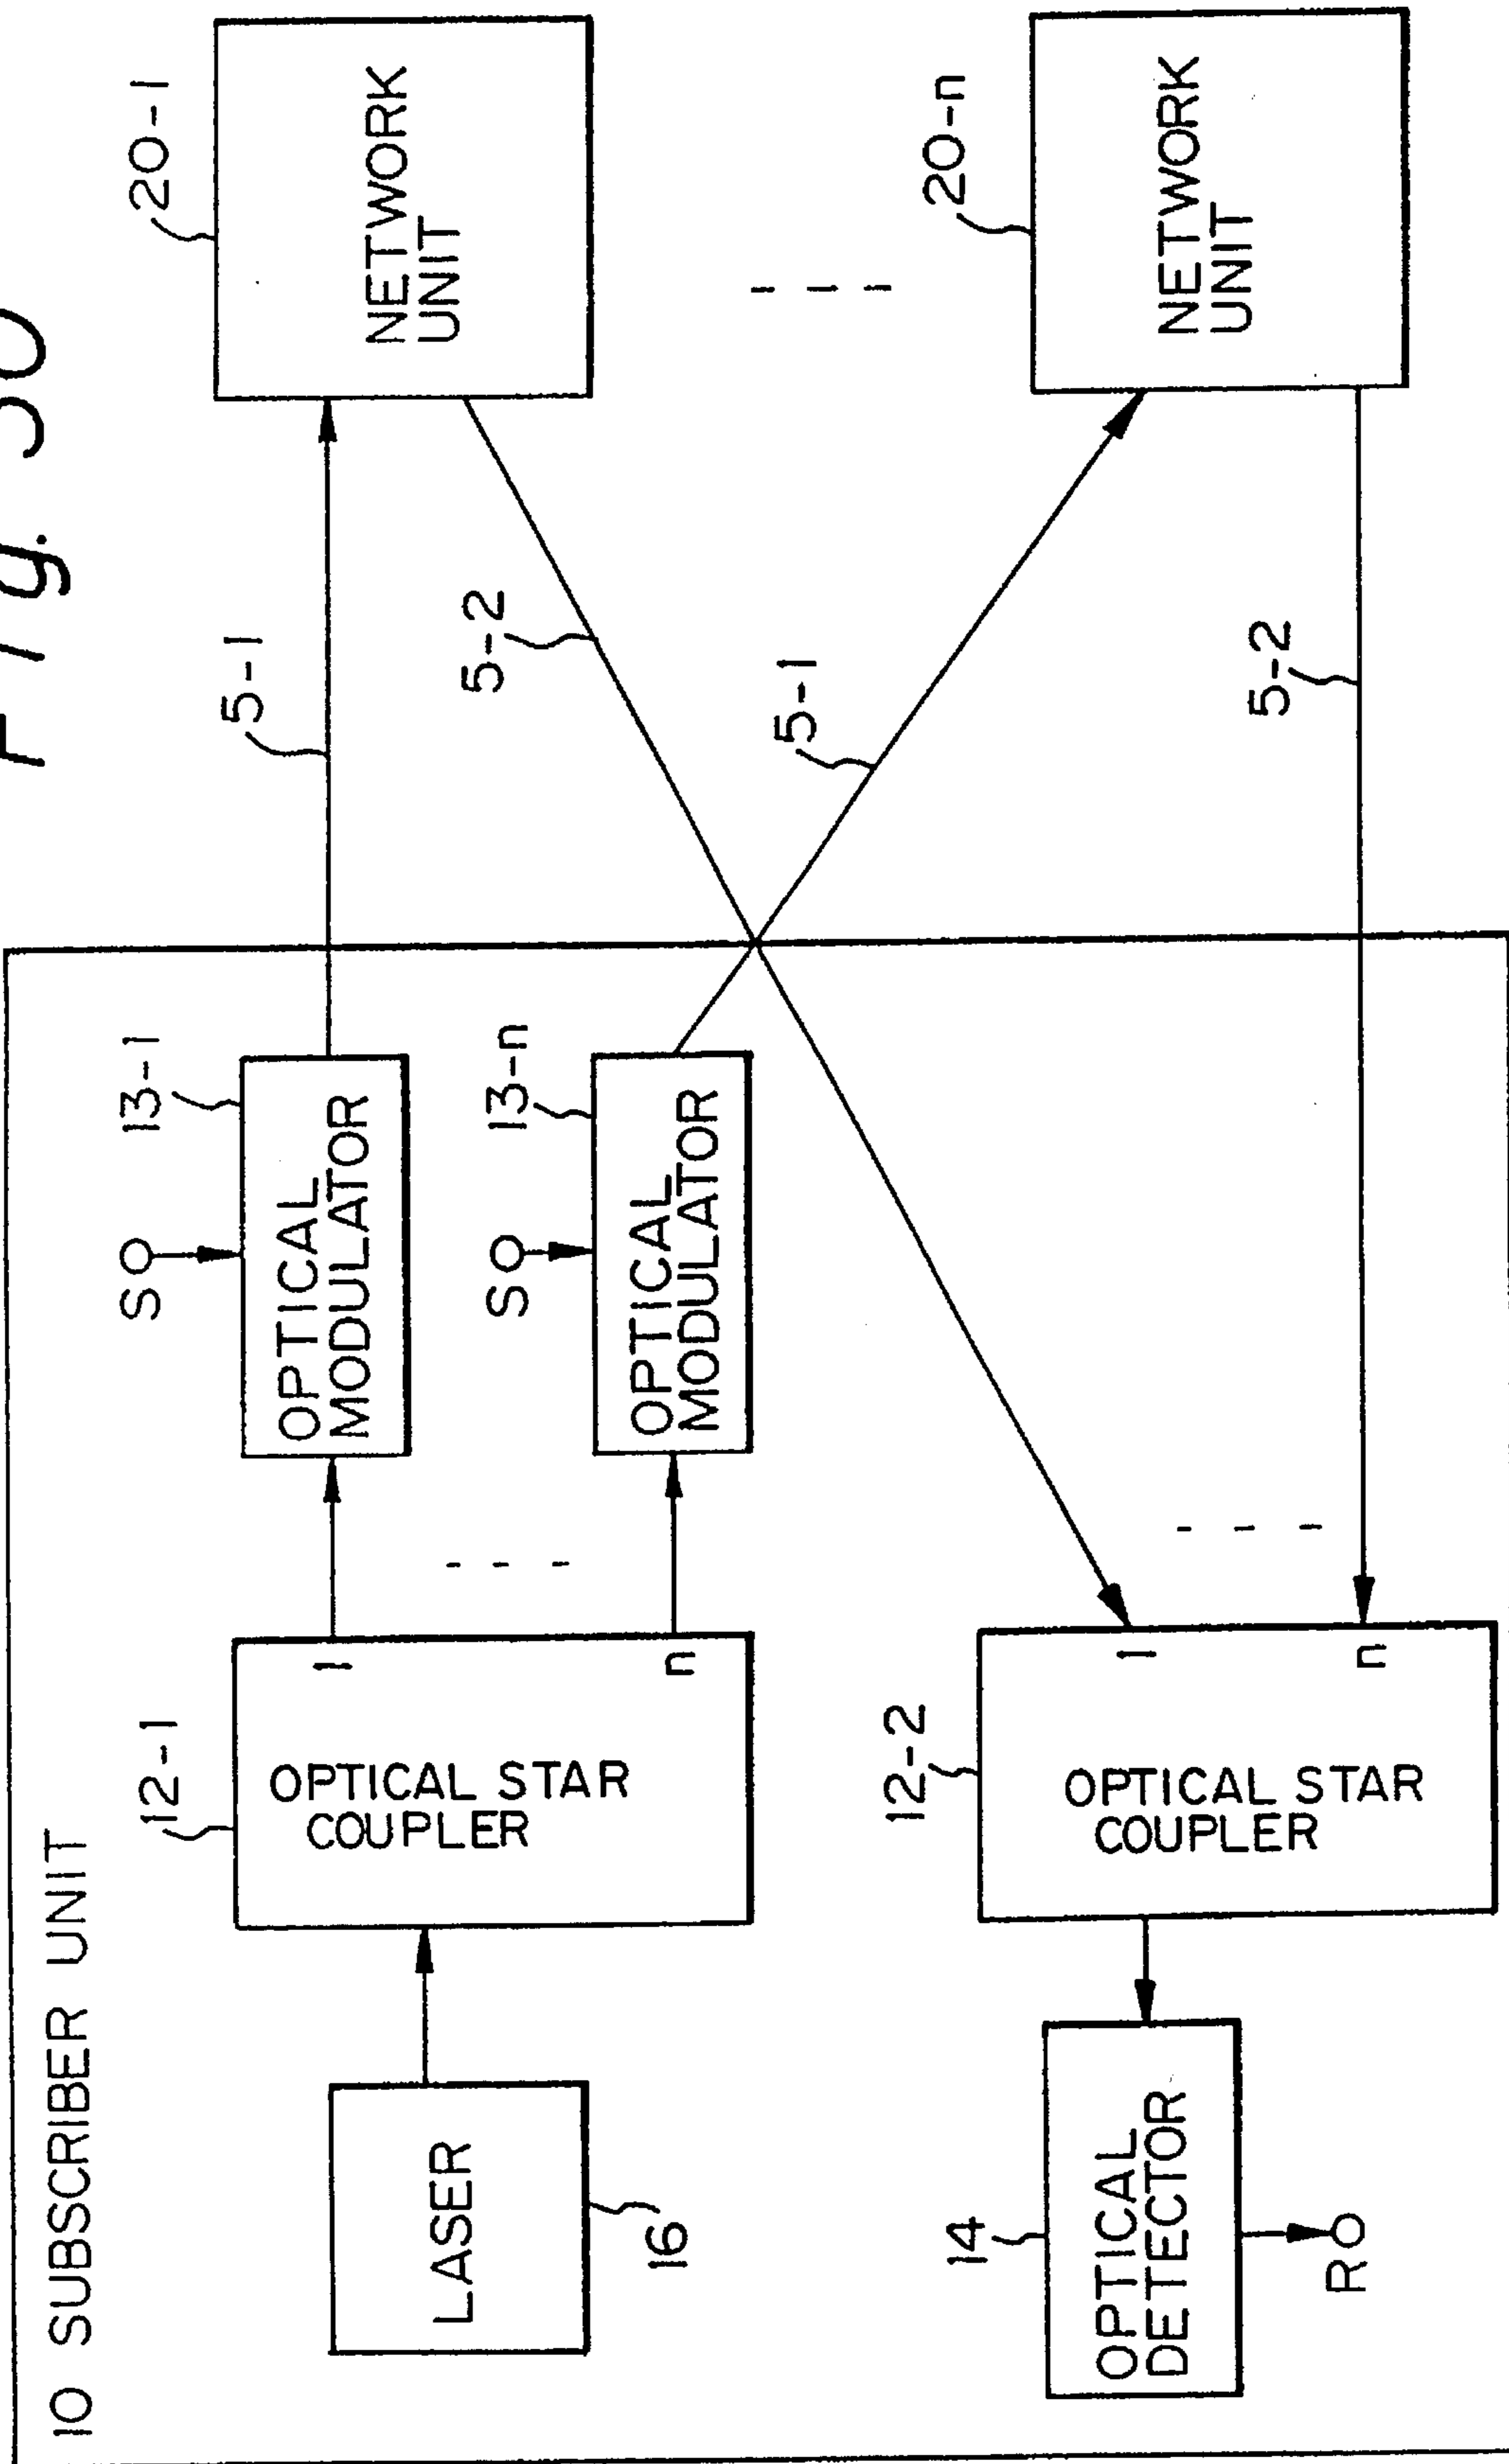 Fig. 30
10 SUBSCRIBER UNIT
LASER
16
12-1
OPTICAL STAR
COUPLER
1
n
- - -
S
13-1
OPTICAL
MODULATOR
S
13-n
OPTICAL
MODULATOR
5-1
5-2
5-1
5-2
20-1
NETWORK
UNIT
- - -
20-n
NETWORK
UNIT
14
OPTICAL
DETECTOR
R
12-2
OPTICAL STAR
COUPLER
1
n
- - -